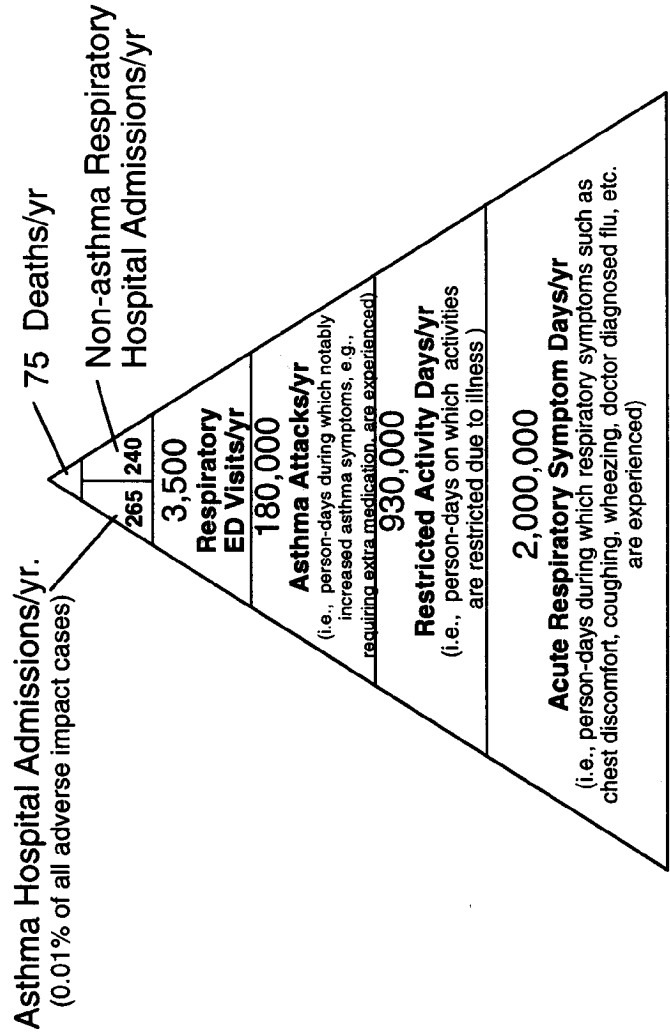 Asthma Hospital Admissions/yr.
(0.01% of all adverse impact cases)
75 Deaths/yr
Non-asthma Respiratory
Hospital Admissions/yr
265 240
3,500
Respiratory
ED Visits/yr
180,000
Asthma Attacks/yr
(i.e., person-days during which notably
increased asthma symptoms, e.g.,
requiring extra medication, are experienced)
930,000
Restricted Activity Days/yr
(i.e., person-days on which activities
are restricted due to illness )
2,000,000
Acute Respiratory Symptom Days/yr
(i.e., person-days during which respiratory symptoms such as
chest discomfort, coughing, wheezing, doctor diagnosed flu, etc.
are experienced)